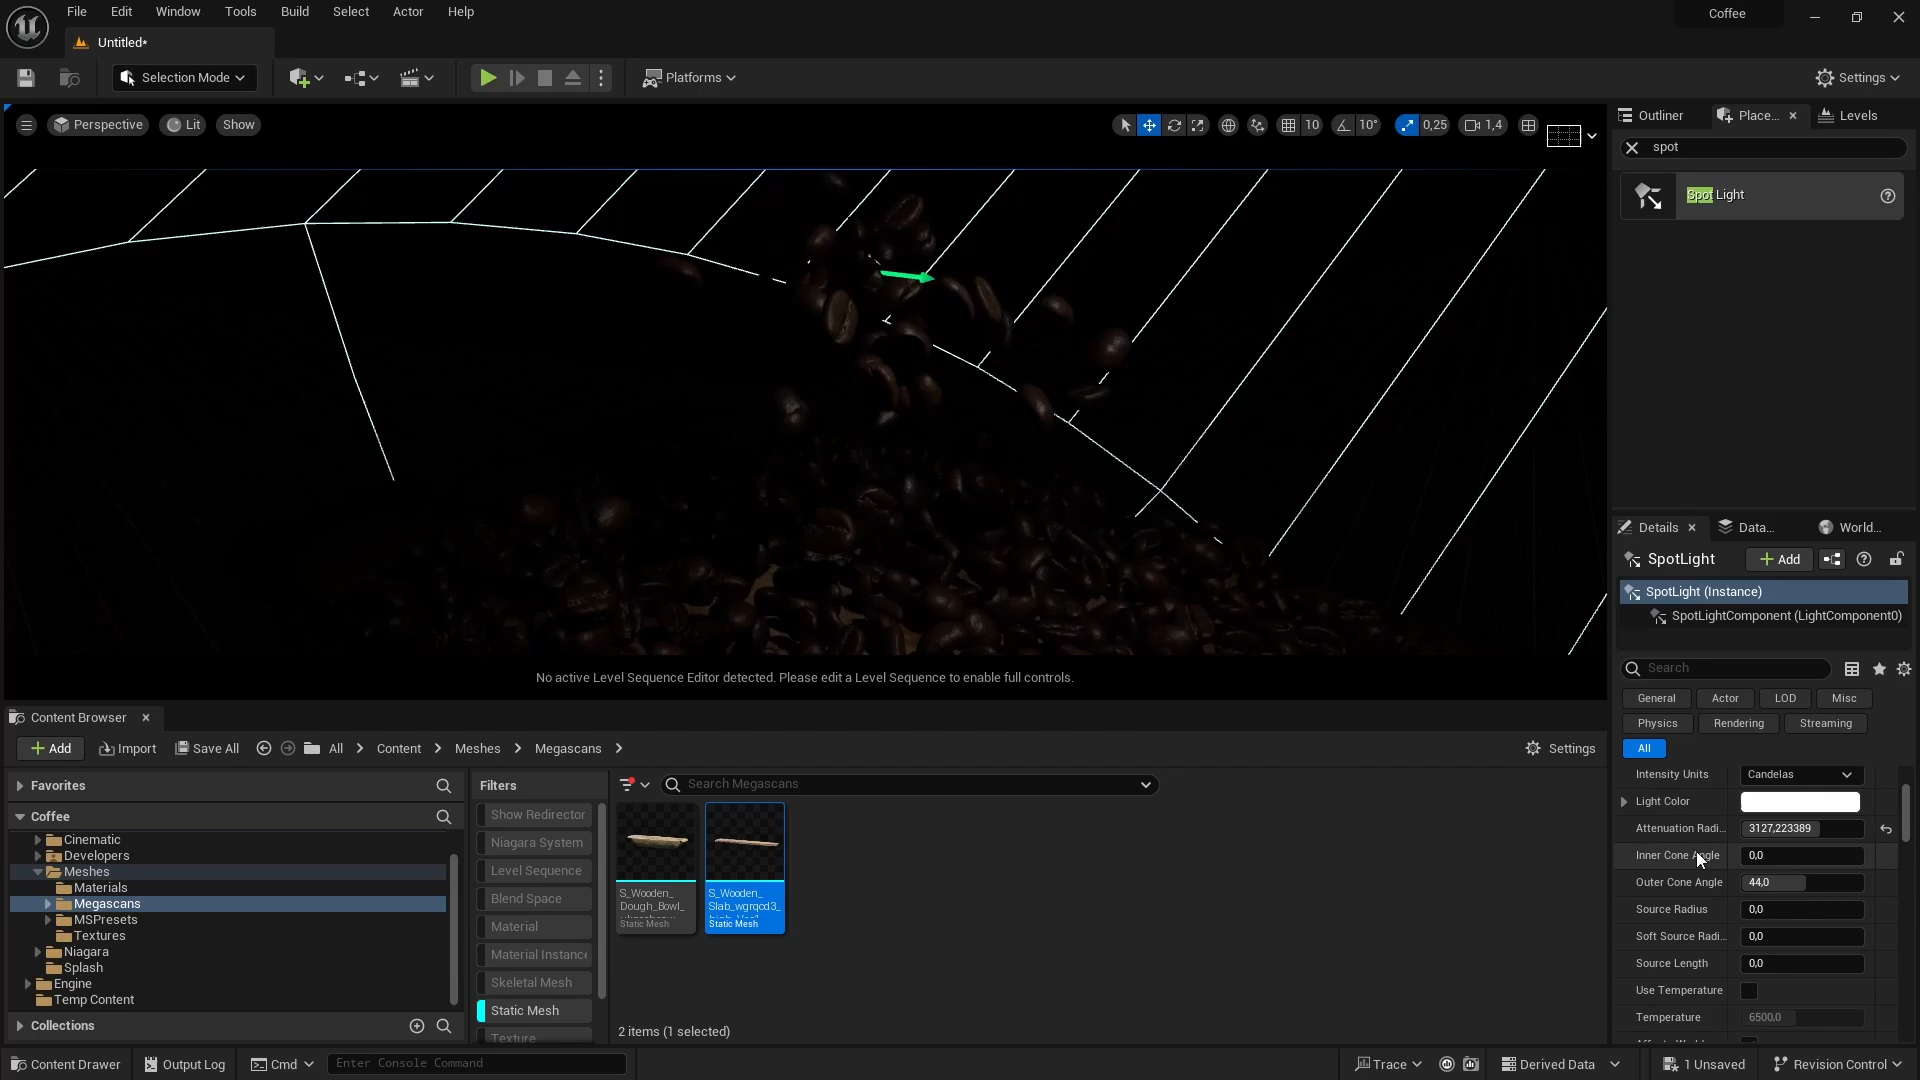 File Edit Window Tools Build Select Actor Help
Coffee
Untitled*
Selection Mode
Platforms
Settings
Perspective Lit Show
10 10° 0,25 1,4
Outliner Place... Levels
spot
Spot Light
No active Level Sequence Editor detected. Please edit a Level Sequence to enable full controls.
Details Data... World...
SpotLight Add
SpotLight (Instance)
SpotLightComponent (LightComponent0)
Search
General Actor LOD Misc
Physics Rendering Streaming
All
Intensity Units Candelas
Light Color
Attenuation Radi... 3127,223389
Inner Cone Angle 0,0
Outer Cone Angle 44,0
Source Radius 0,0
Soft Source Radi... 0,0
Source Length 0,0
Use Temperature
Temperature 6500,0
Content Browser
Add Import Save All All Content Meshes Megascans Settings
Favorites
Coffee
Cinematic
Developers
Meshes
Materials
Megascans
MSPresets
Textures
Niagara
Splash
Engine
Temp Content
Collections
Filters
Show Redirector
Niagara System
Level Sequence
Blend Space
Material
Material Instance
Skeletal Mesh
Static Mesh
Texture
Search Megascans
S_Wooden_
Dough_Bowl_
Static Mesh
S_Wooden_
Slab_wgrqcd3_
Static Mesh
2 items (1 selected)
Content Drawer Output Log Cmd Enter Console Command Trace Derived Data 1 Unsaved Revision Control